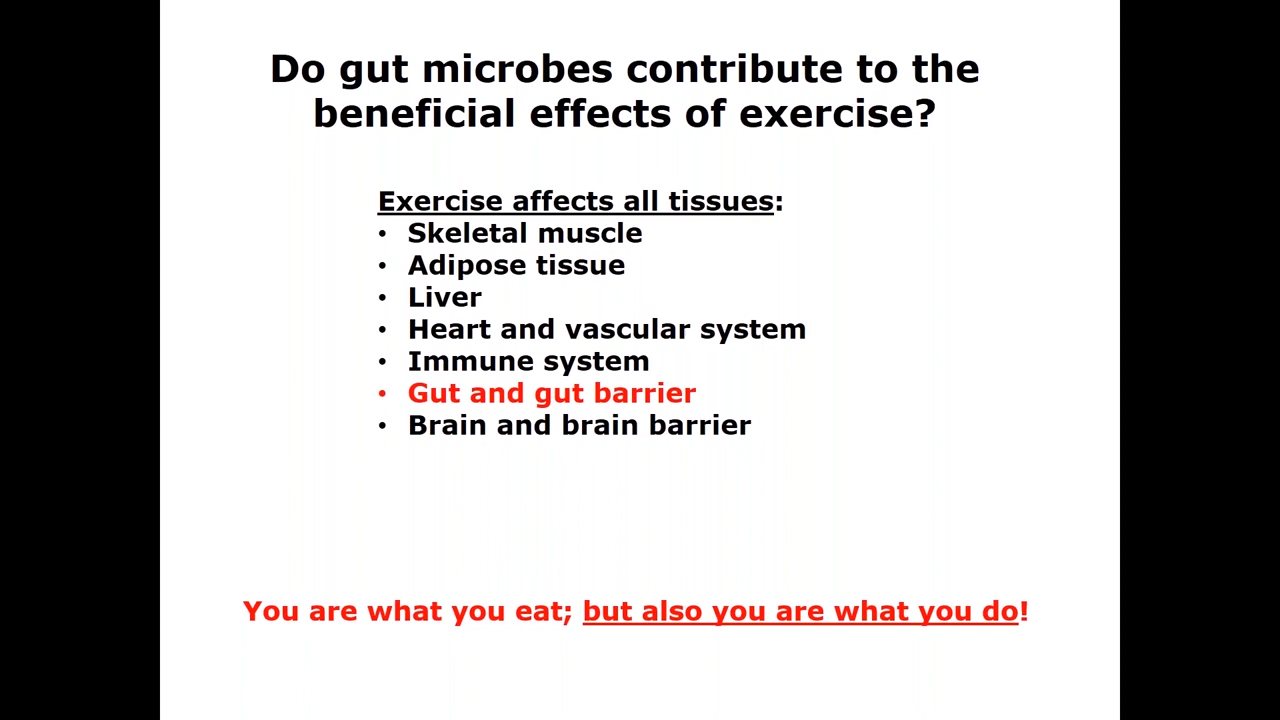 Do gut microbes contribute to the
beneficial effects of exercise?
Exercise affects all tissues:
• Skeletal muscle
• Adipose tissue
• Liver
• Heart and vascular system
• Immune system
• Gut and gut barrier
• Brain and brain barrier
You are what you eat; but also you are what you do!